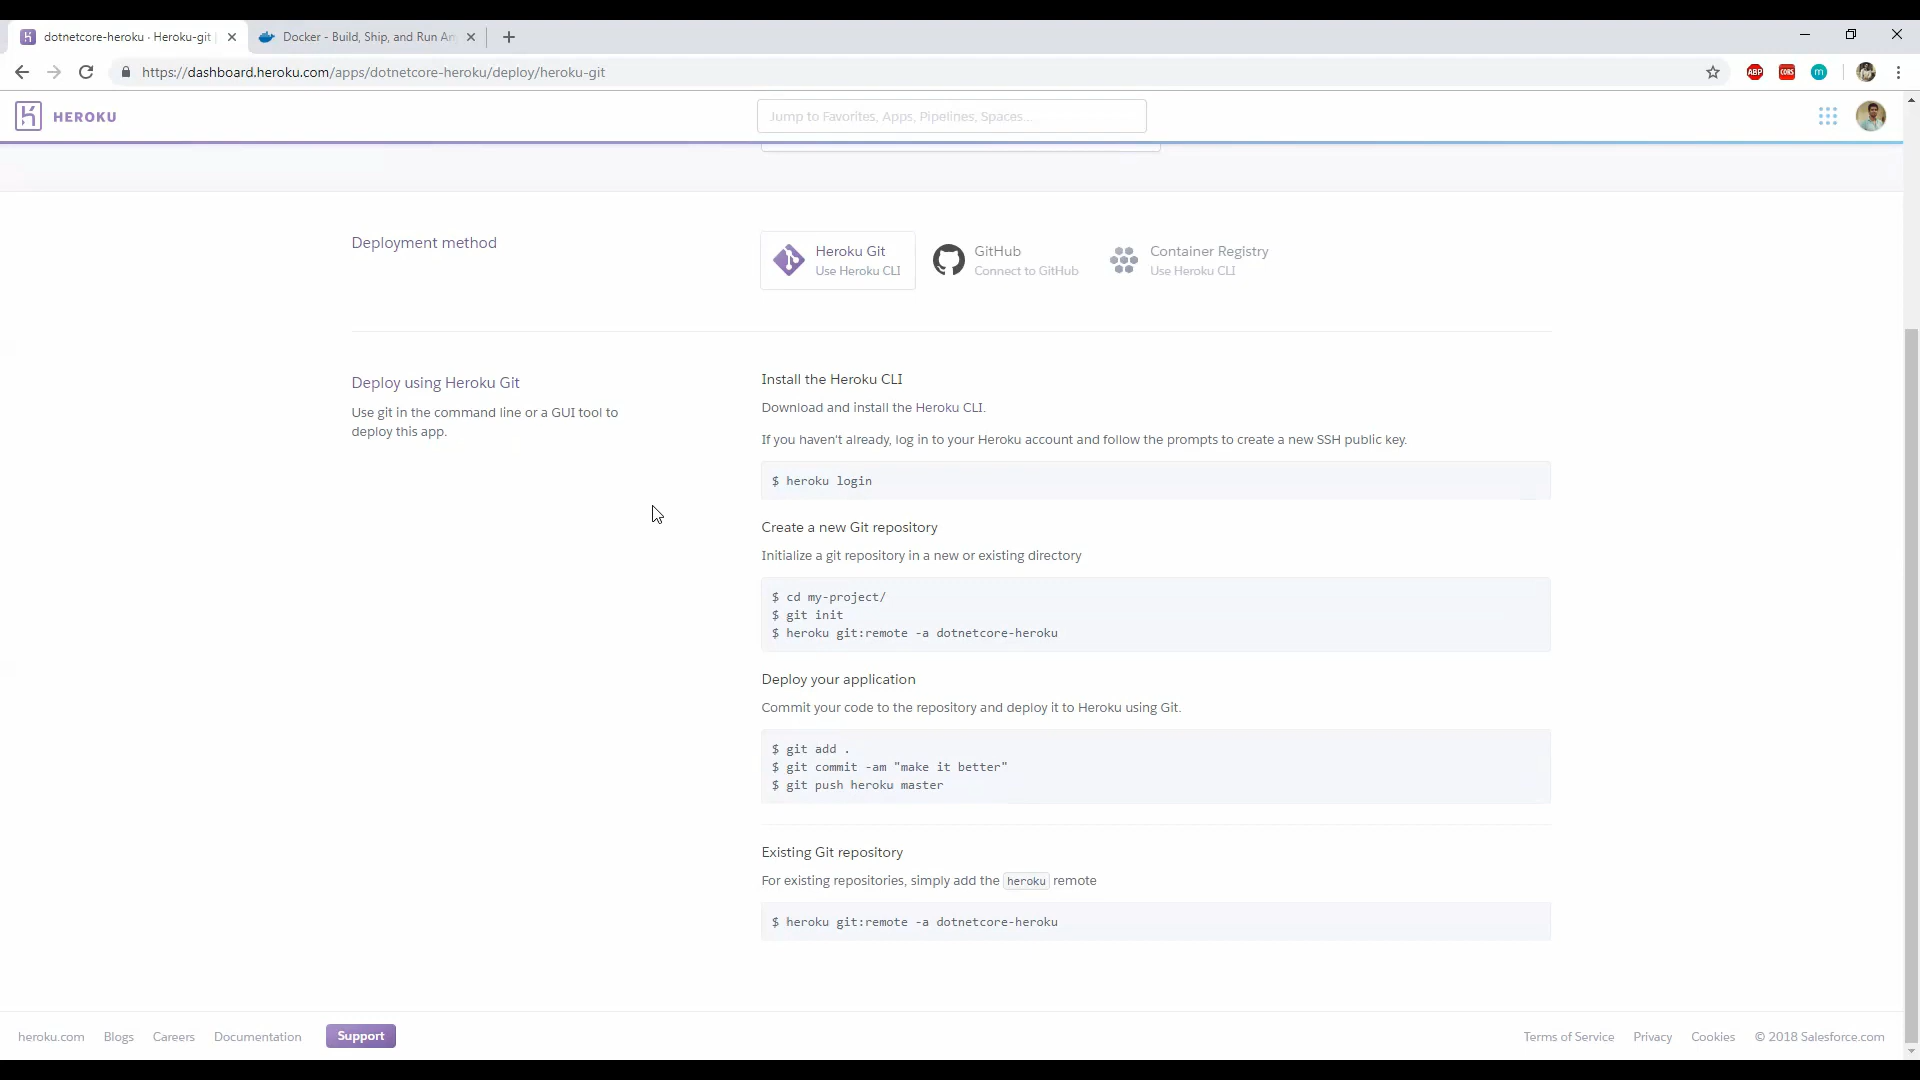 dotnetcore-heroku · Heroku-git
Docker - Build, Ship, and Run An
https://dashboard.heroku.com/apps/dotnetcore-heroku/deploy/heroku-git
ABP
CORS
m
HEROKU
Jump to Favorites, Apps, Pipelines, Spaces...
Deployment method
Heroku Git
Use Heroku CLI
GitHub
Connect to GitHub
Container Registry
Use Heroku CLI
Deploy using Heroku Git
Use git in the command line or a GUI tool to
deploy this app.
Install the Heroku CLI
Download and install the Heroku CLI.
If you haven't already, log in to your Heroku account and follow the prompts to create a new SSH public key.
$ heroku login
Create a new Git repository
Initialize a git repository in a new or existing directory
$ cd my-project/
$ git init
$ heroku git:remote -a dotnetcore-heroku
Deploy your application
Commit your code to the repository and deploy it to Heroku using Git.
$ git add .
$ git commit -am "make it better"
$ git push heroku master
Existing Git repository
For existing repositories, simply add the heroku remote
$ heroku git:remote -a dotnetcore-heroku
heroku.com Blogs Careers Documentation Support
Terms of Service Privacy Cookies © 2018 Salesforce.com